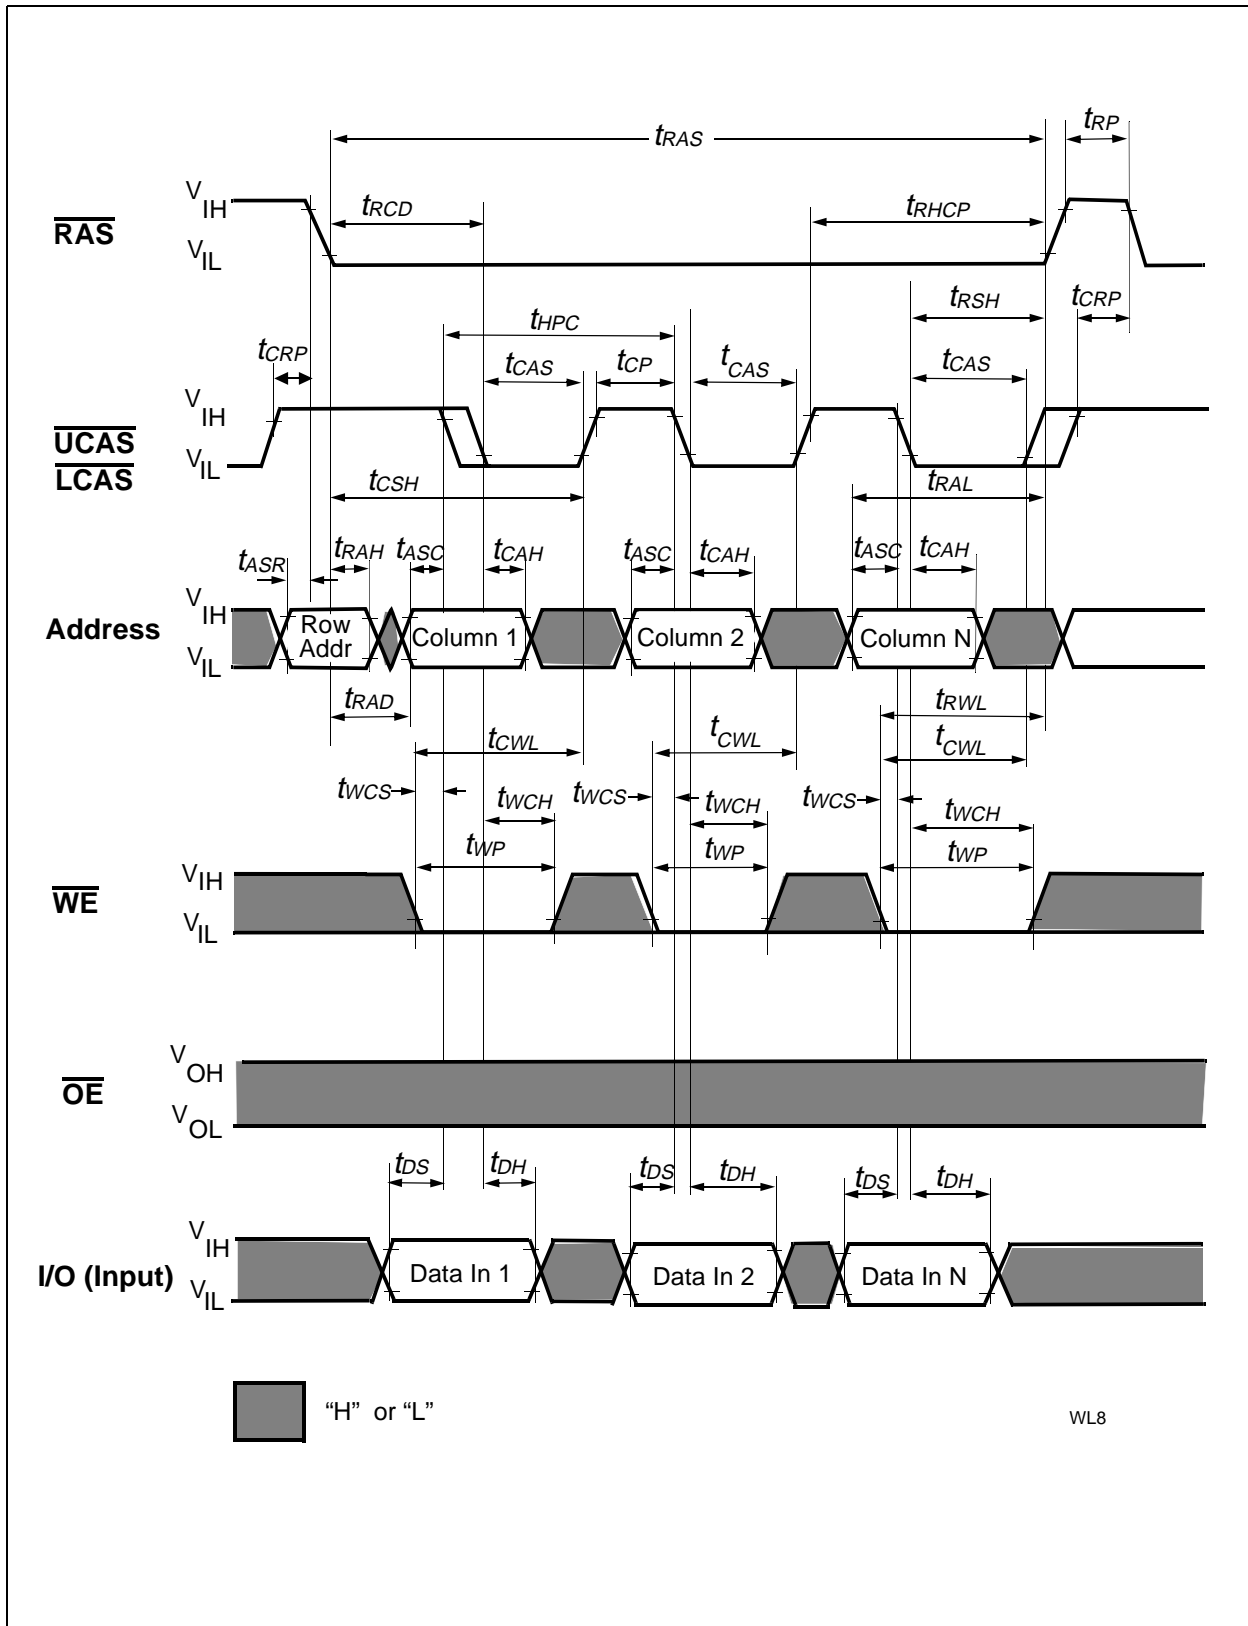 tRAS tRP
VIH
RAS
VIL
tRCD tRHCP
tRSH tCRP
tHPC
tCRP tCAS tCP tCAS tCAS
VIH
UCAS
LCAS
VIL
tCSH tRAL
tASR tRAH tASC tCAH tASC tCAH tASC tCAH
VIH
Address
VIL
Row Addr Column 1 Column 2 Column N
tRAD tRWL
tCWL tCWL tCWL
tWCS tWCH tWCS tWCH tWCS tWCH
tWP tWP tWP
VIH
WE
VIL
VOH
OE
VOL
tDS tDH tDS tDH tDS tDH
VIH
I/O (Input)
VIL
Data In 1 Data In 2 Data In N
“H” or “L”
WL8